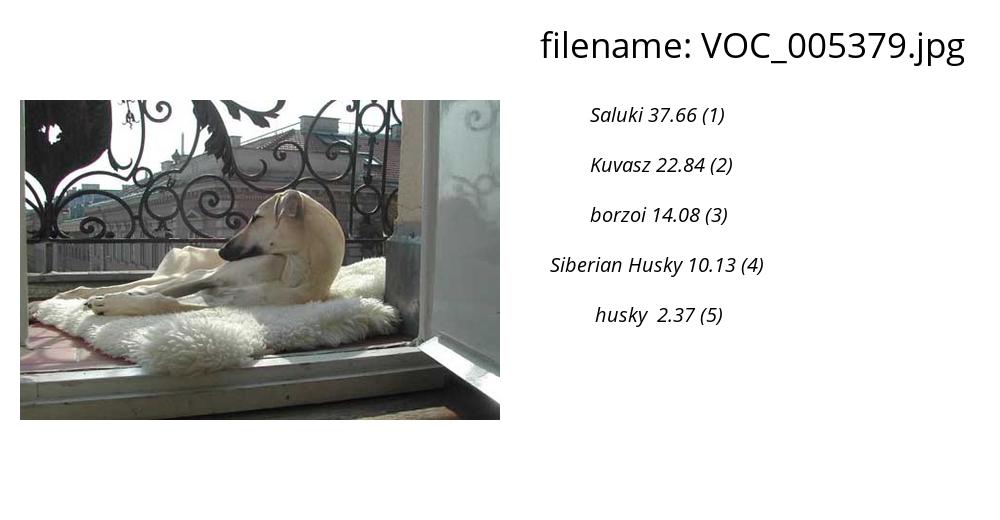 filename: VOC_005379.jpg
Saluki 37.66 (1)
Kuvasz 22.84 (2)
borzoi 14.08 (3)
Siberian Husky 10.13 (4)
husky  2.37 (5)